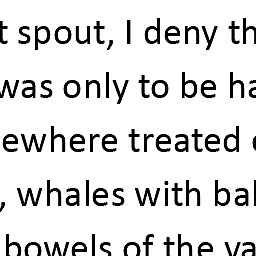 t spout, I deny th
was only to be ha
ewhere treated
, whales with bal
bowels of the va